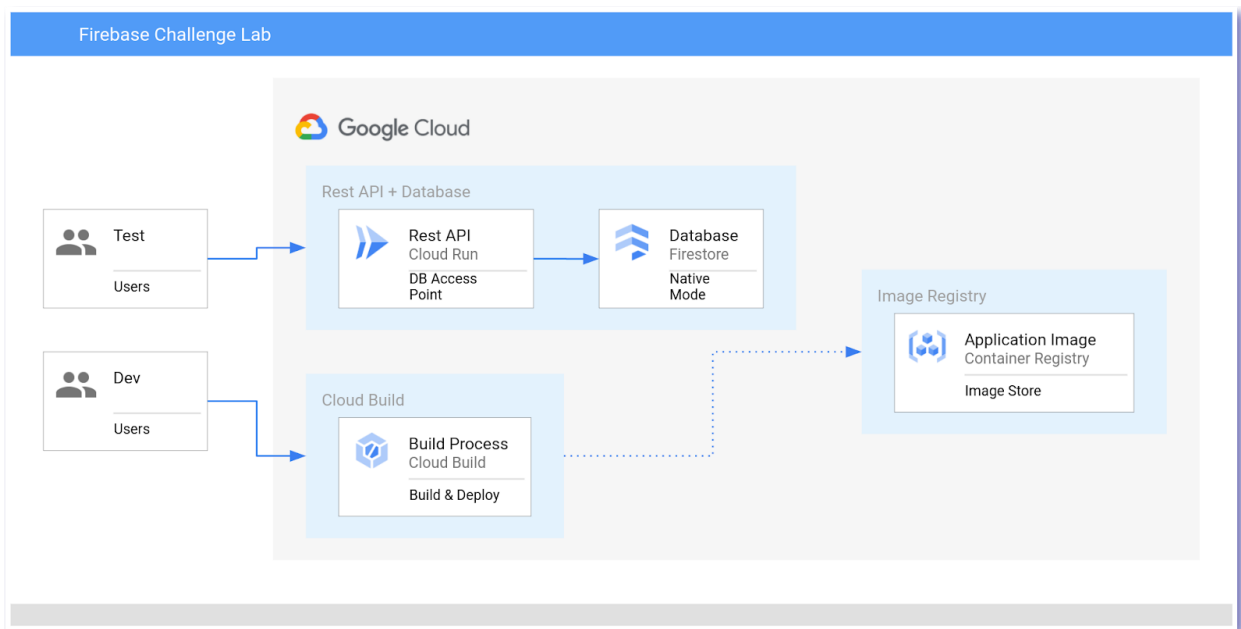 Firebase Challenge Lab
Google Cloud
Rest API + Database
Test
Users
Rest API
Cloud Run
DB Access
Point
Database
Firestore
Native
Mode
Image Registry
Application Image
Container Registry
Image Store
Dev
Users
Cloud Build
Build Process
Cloud Build
Build & Deploy